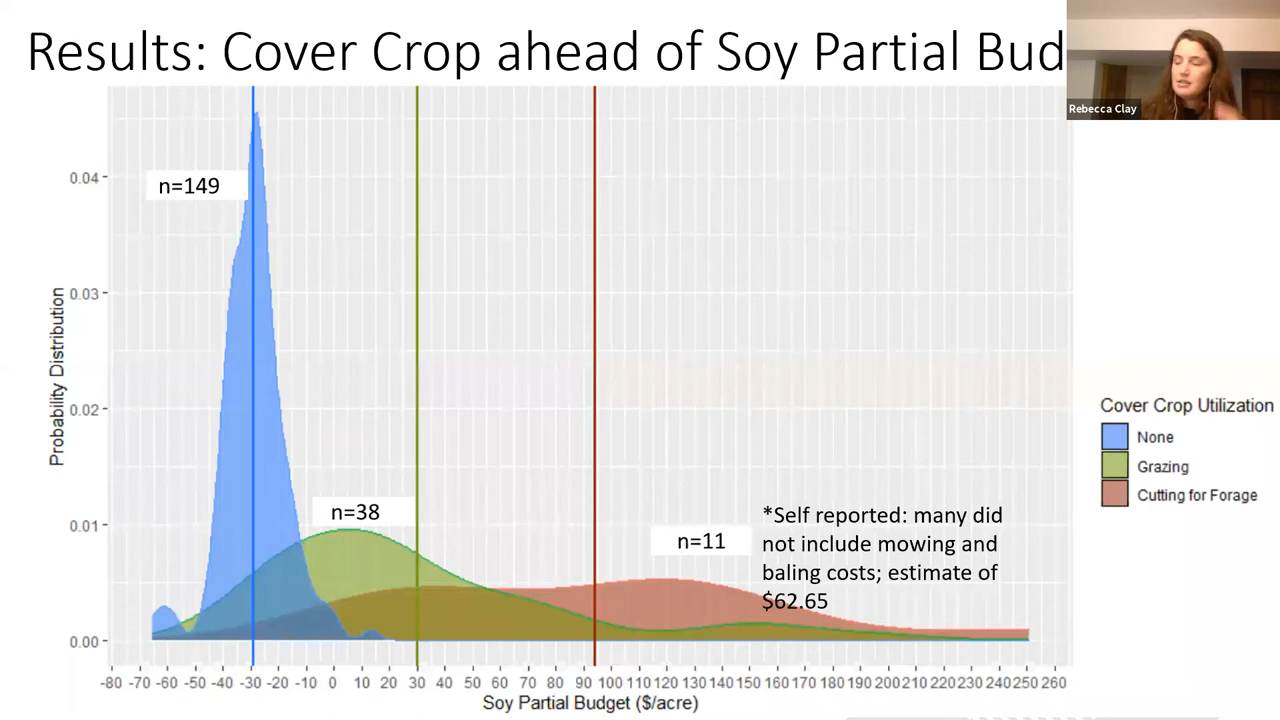 Results: Cover Crop ahead of Soy Partial Bud
Rebecca Clay
n=149
n=38
n=11
*Self reported: many did
not include mowing and
baling costs; estimate of
$62.65
Probability Distribution
0.04
0.03
0.02
0.01
0.00
-80 -70 -60 -50 -40 -30 -20 -10 0 10 20 30 40 50 60 70 80 90 100 110 120 130 140 150 160 170 180 190 200 210 220 230 240 250 260
Soy Partial Budget ($/acre)
Cover Crop Utilization
None
Grazing
Cutting for Forage